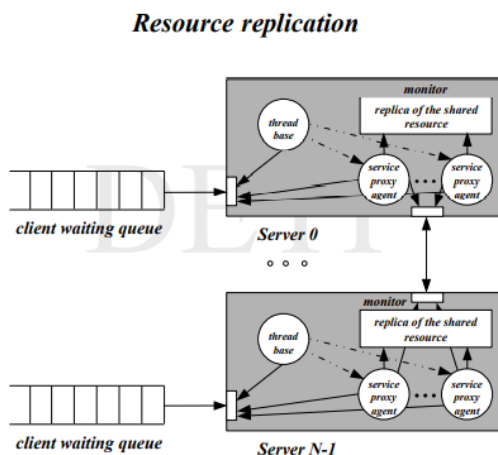 Resource replication
monitor
replica of the shared
resource
thread
base
service
proxy
agent
service
proxy
agent
client waiting queue
Server 0
DETI
monitor
replica of the shared
resource
thread
base
service
proxy
agent
service
proxy
agent
client waiting queue
Server N-1